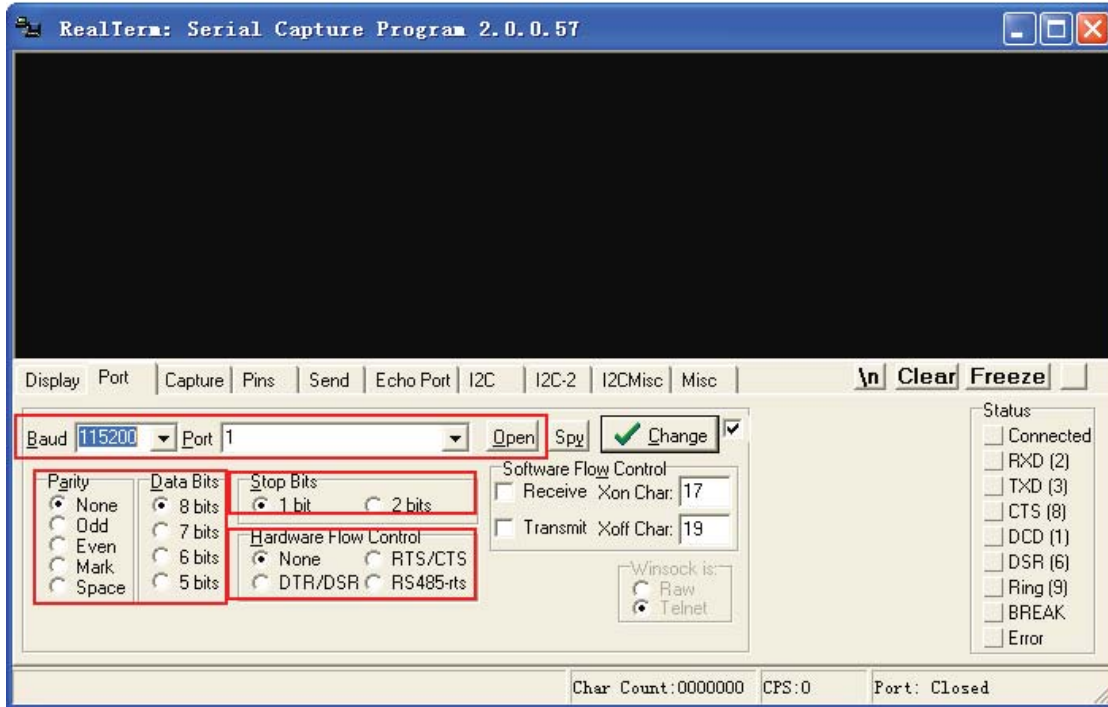 RealTerm: Serial Capture Program 2.0.0.57
Display Port Capture Pins Send Echo Port I2C I2C-2 I2CMisc Misc \n Clear Freeze
Baud 115200 Port 1 Open Spy Change
Parity
None
Odd
Even
Mark
Space
Data Bits
8 bits
7 bits
6 bits
5 bits
Stop Bits
1 bit 2 bits
Hardware Flow Control
None RTS/CTS
DTR/DSR RS485-rts
Software Flow Control
Receive Xon Char: 17
Transmit Xoff Char: 19
Winsock is:
Raw
Telnet
Status
Connected
RXD (2)
TXD (3)
CTS (8)
DCD (1)
DSR (6)
Ring (9)
BREAK
Error
Char Count:0000000 CPS:0 Port: Closed